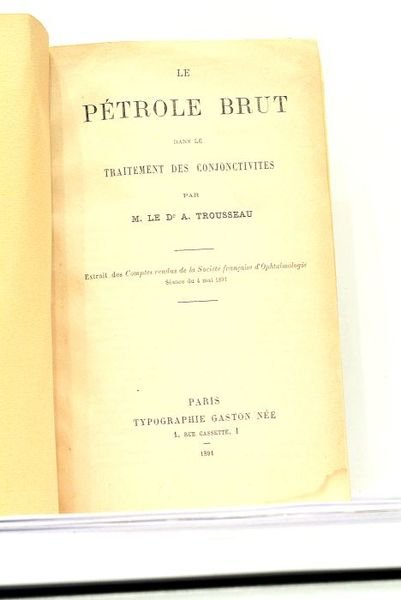 LE
PÉTROLE BRUT
DANS LE
TRAITEMENT DES CONJONCTIVITES
PAR
M. LE Dr A. TROUSSEAU
Extrait des Comptes rendus de la Société française d'Ophtalmologie
Séance du 4 mai 1891
PARIS
TYPOGRAPHIE GASTON NÉE
1, RUE CASSETTE, 1
1891